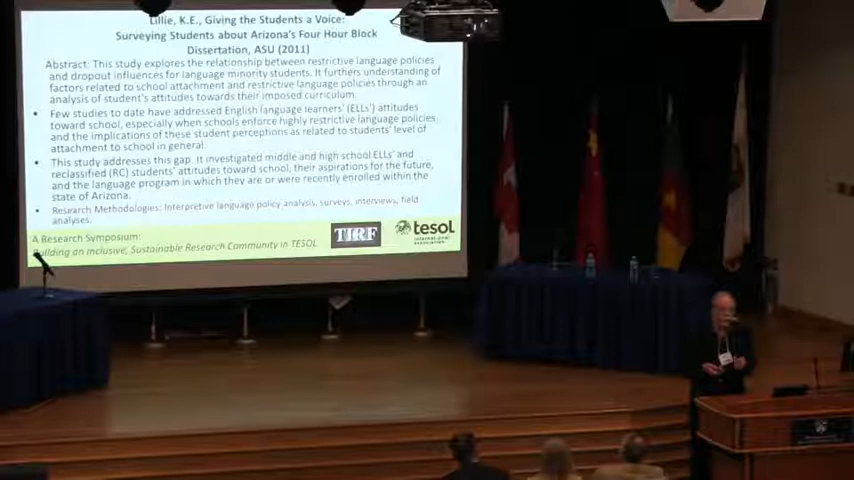 Lillie, K.E., Giving the Students a Voice:
Surveying Students about Arizona's Four Hour Block
Dissertation, ASU (2011)
Abstract: This study explores the relationship between restrictive language policies
and dropout influences for language minority students. It furthers understanding of
factors related to school attachment and restrictive language policies through an
analysis of student's attitudes towards their imposed curriculum.
• Few studies to date have addressed English language learners' (ELLs') attitudes
toward school, especially when schools enforce highly restrictive language policies,
and the implications of these student perceptions as related to students' level of
attachment to school in general.
• This study addresses this gap. It investigated middle and high school ELLs' and
reclassified (RC) students' attitudes toward school, their aspirations for the future,
and the language program in which they are or were recently enrolled within the
state of Arizona.
• Research Methodologies: Interpretive language policy analysis, surveys, interviews, field
analyses.
A Research Symposium:
Building an Inclusive, Sustainable Research Community in TESOL
TIRF
tesol
international
association